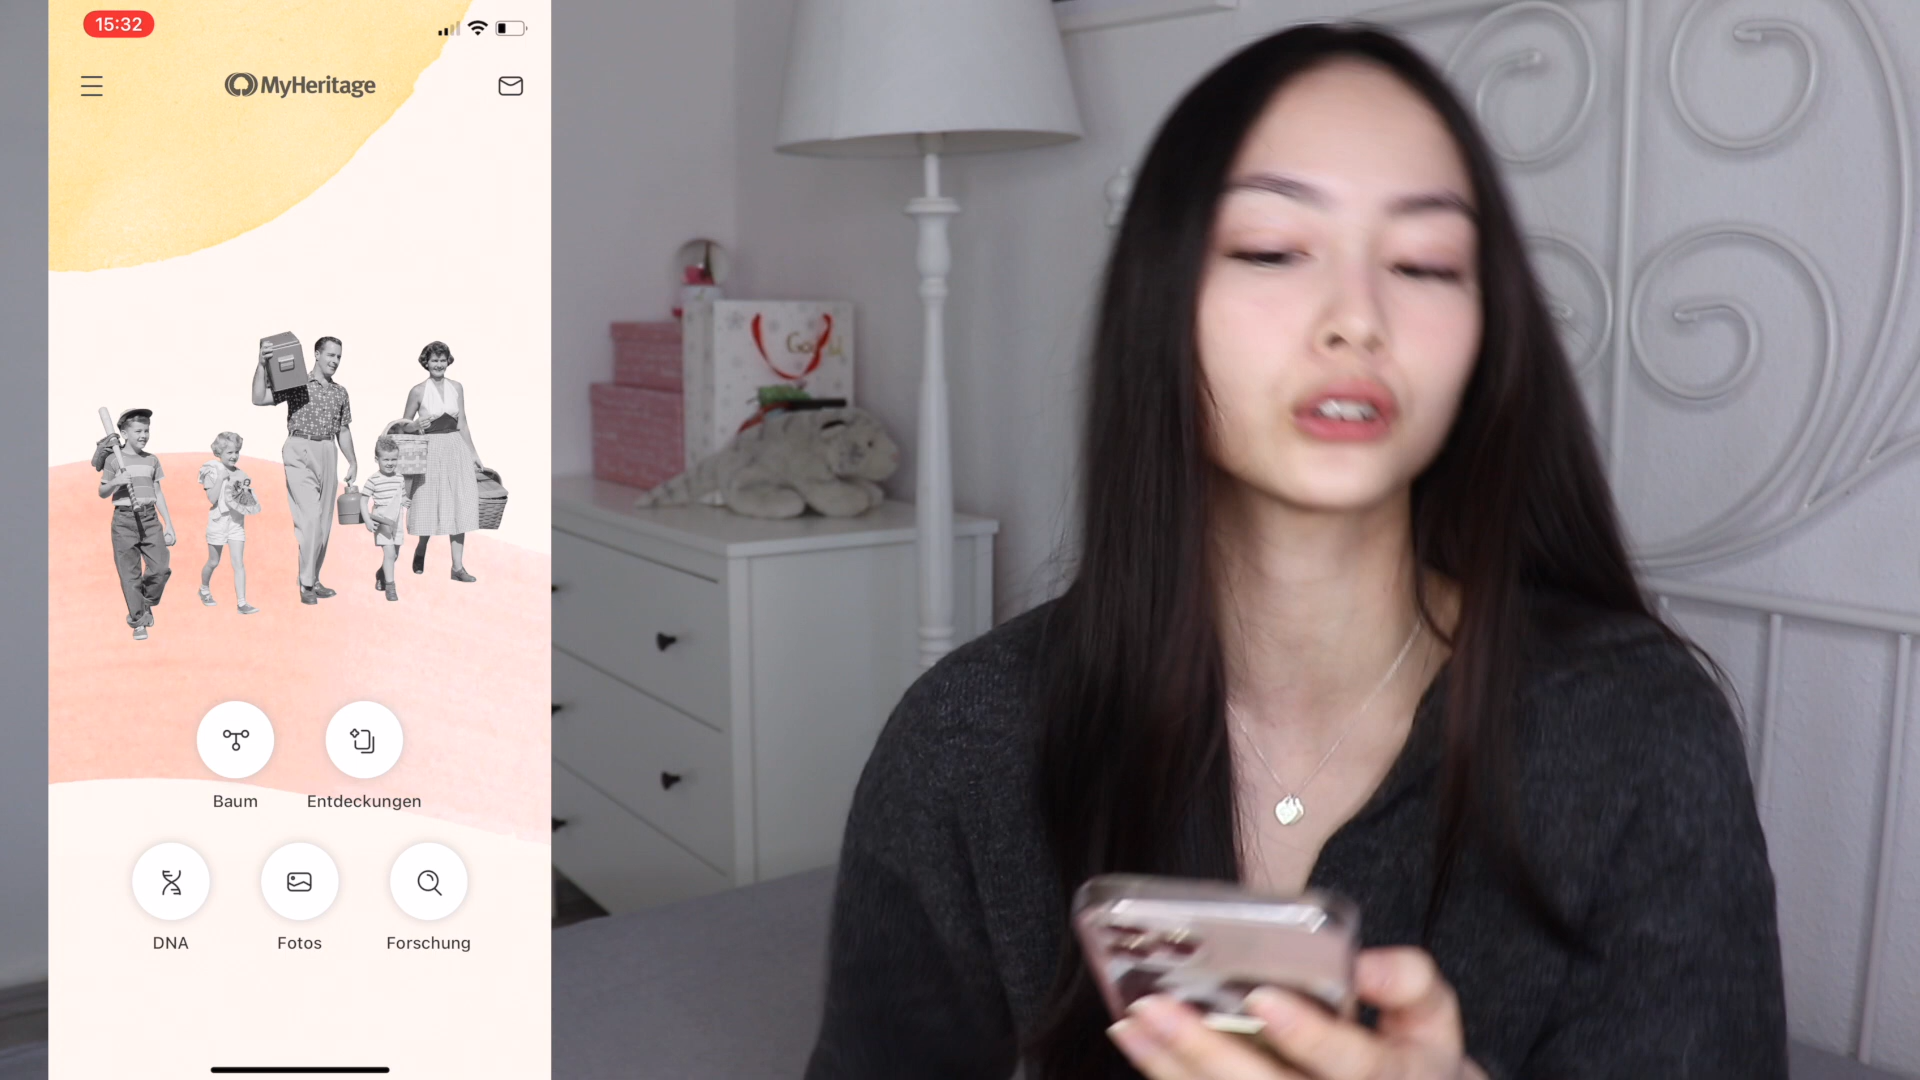 15:32
MyHeritage
Baum
Entdeckungen
DNA
Fotos
Forschung